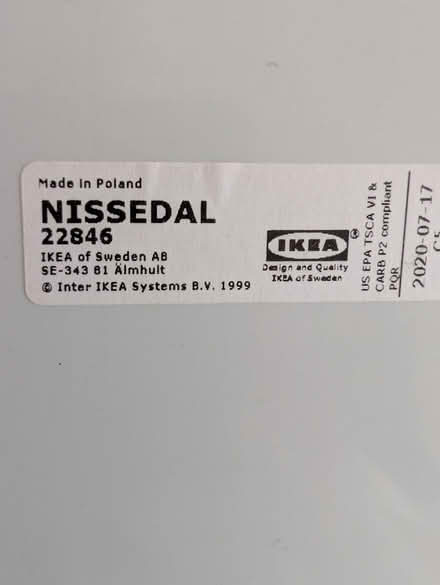 Made in Poland
NISSEDAL
22846
IKEA of Sweden AB
SE-343 81 Älmhult
© Inter IKEA Systems B.V. 1999
IKEA ®
Design and Quality
IKEA of Sweden
US EPA TSCA VI &
CARB P2 compliant
PQR
2020-07-17